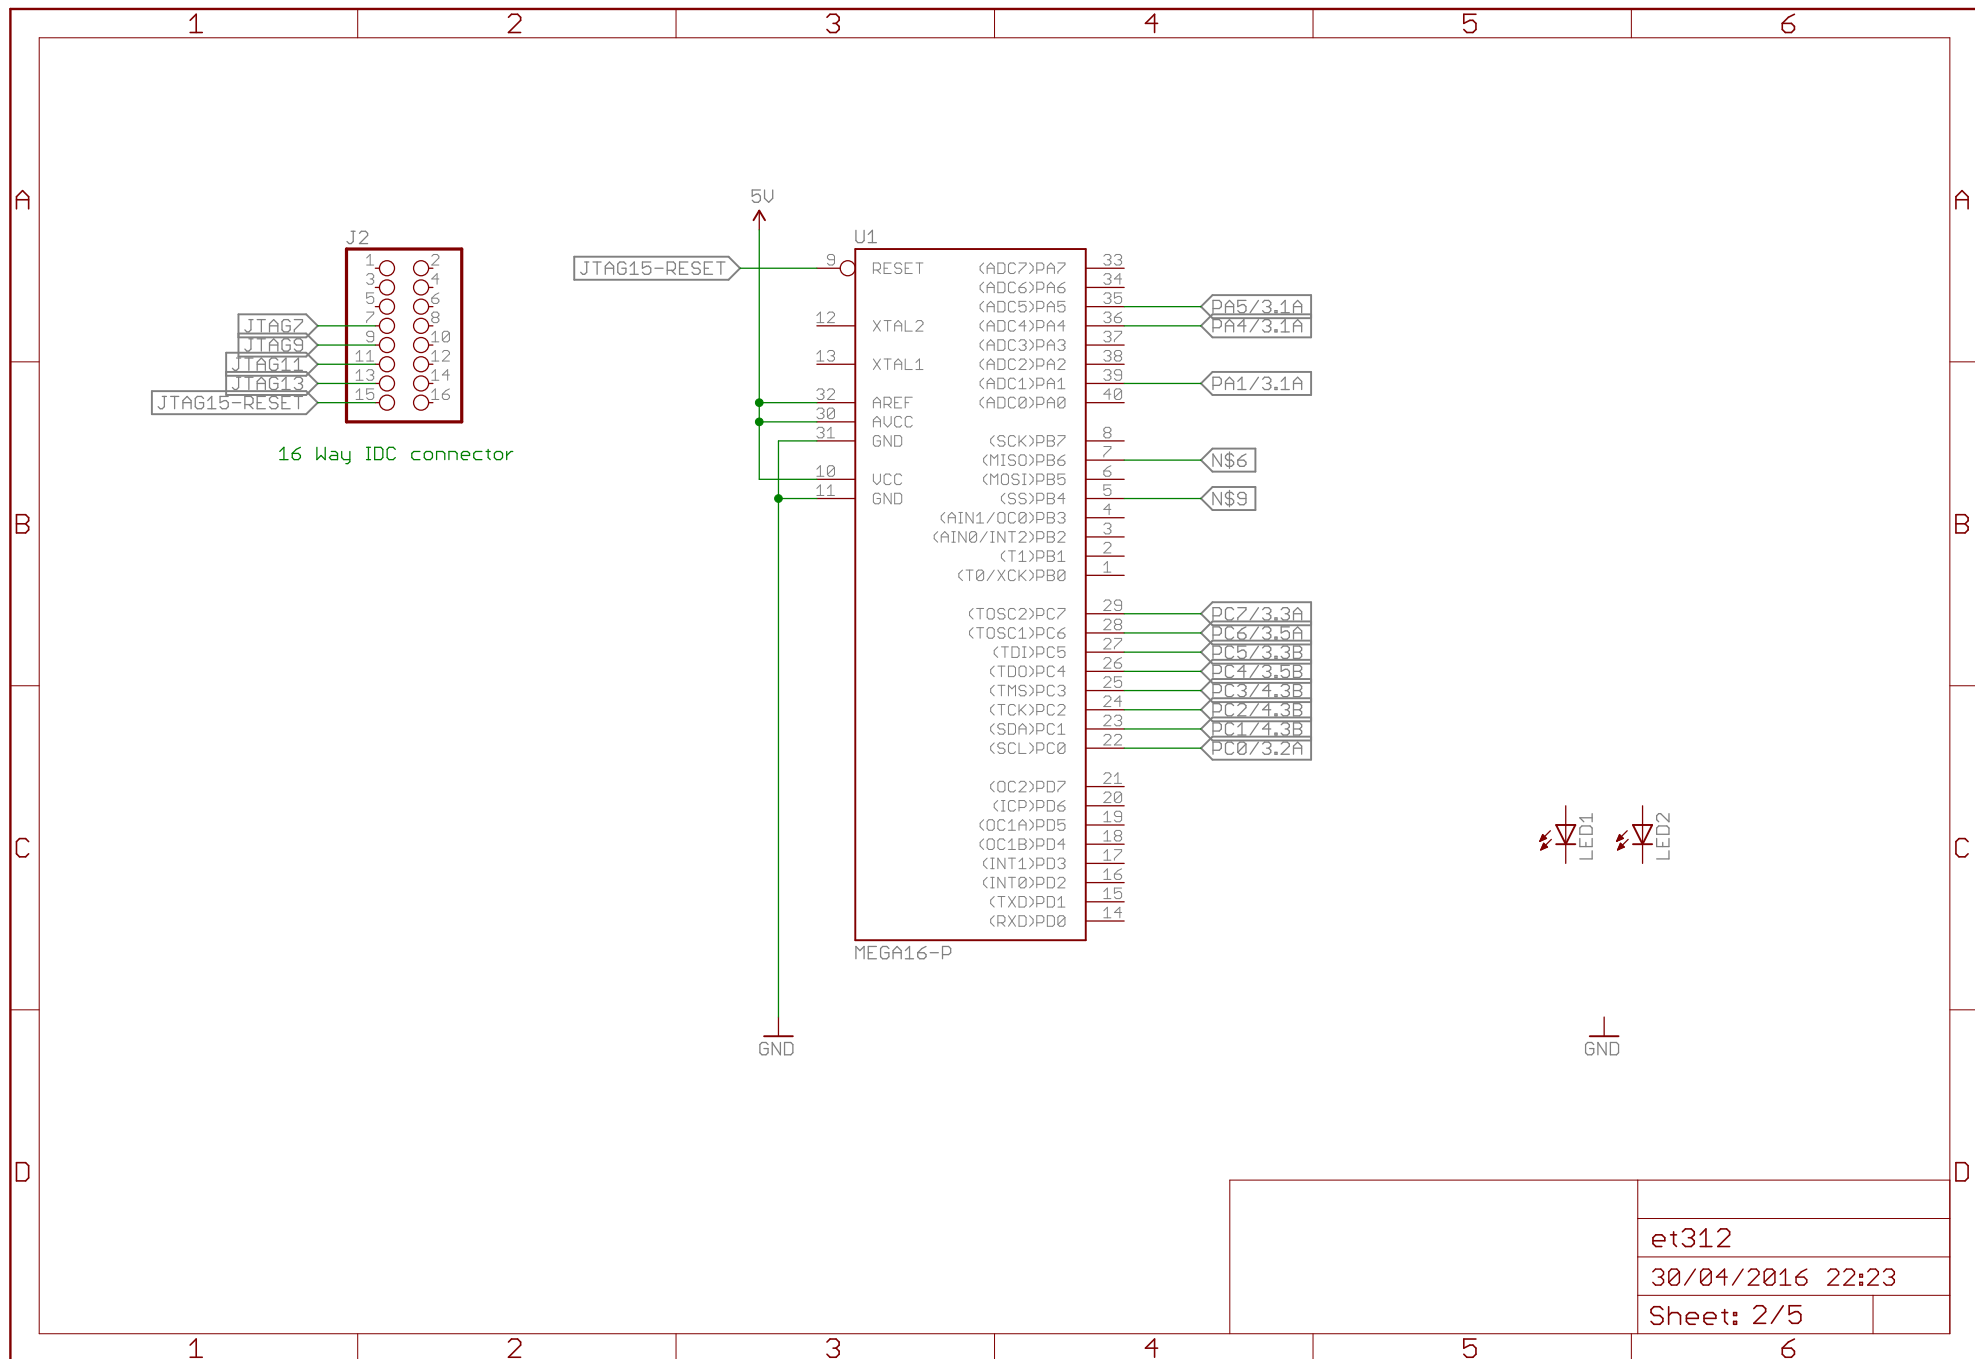 1 2 3 4 5 6
A A
5V
J2
1 2
3 4
5 6
JTAG7 7 8
JTAG9 9 10
JTAG11 11 12
JTAG13 13 14
JTAG15-RESET 15 16
16 Way IDC connector
U1
JTAG15-RESET 9 RESET (ADC7)PA7 33
(ADC6)PA6 34
(ADC5)PA5 35 PA5/3.1A
12 XTAL2 (ADC4)PA4 36 PA4/3.1A
(ADC3)PA3 37
13 XTAL1 (ADC2)PA2 38
(ADC1)PA1 39 PA1/3.1A
32 AREF (ADC0)PA0 40
30 AVCC
31 GND (SCK)PB7 8
(MISO)PB6 7 N$6
10 VCC (MOSI)PB5 6
11 GND (SS)PB4 5 N$9
(AIN1/OC0)PB3 4
B B
(AIN0/INT2)PB2 3
(T1)PB1 2
(T0/XCK)PB0 1
(TOSC2)PC7 29 PC7/3.3A
(TOSC1)PC6 28 PC6/3.5A
(TDI)PC5 27 PC5/3.3B
(TDO)PC4 26 PC4/3.5B
(TMS)PC3 25 PC3/4.3B
(TCK)PC2 24 PC2/4.3B
(SDA)PC1 23 PC1/4.3B
(SCL)PC0 22 PC0/3.2A
(OC2)PD7 21
(ICP)PD6 20
(OC1A)PD5 19
(OC1B)PD4 18
(INT1)PD3 17
(INT0)PD2 16
(TXD)PD1 15
(RXD)PD0 14
MEGA16-P
LED1 LED2
C C
GND GND
D D
et312
30/04/2016 22:23
Sheet: 2/5
1 2 3 4 5 6